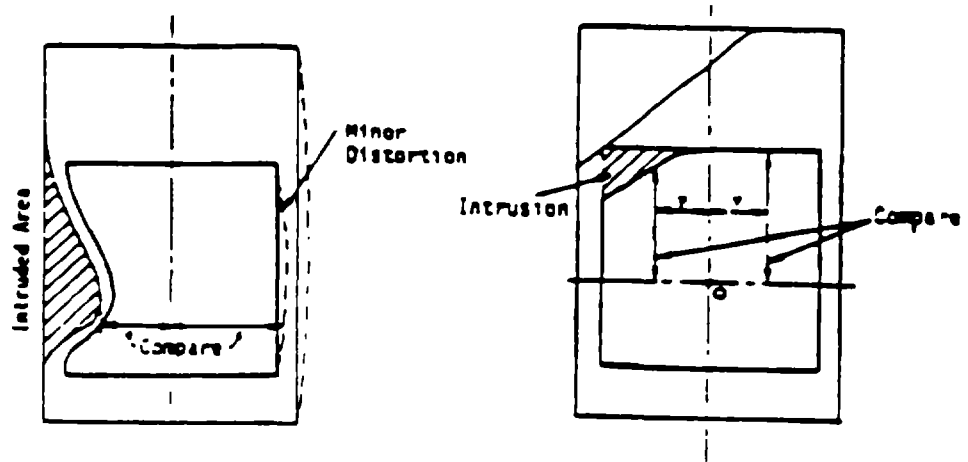 Intruded Area
Minor
Distortion
Compare
Intrusion
Compare